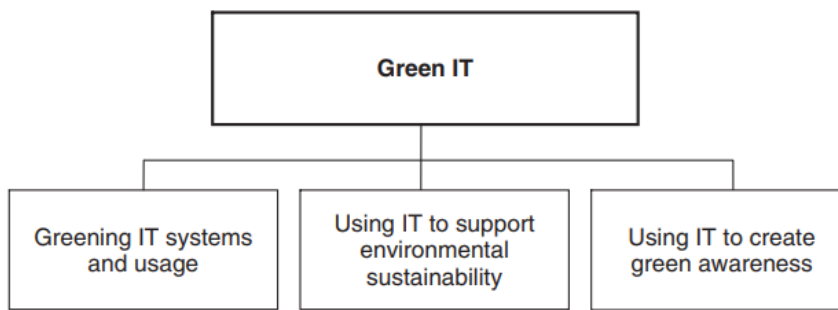 Green IT
Greening IT systems
and usage
Using IT to support
environmental
sustainability
Using IT to create
green awareness